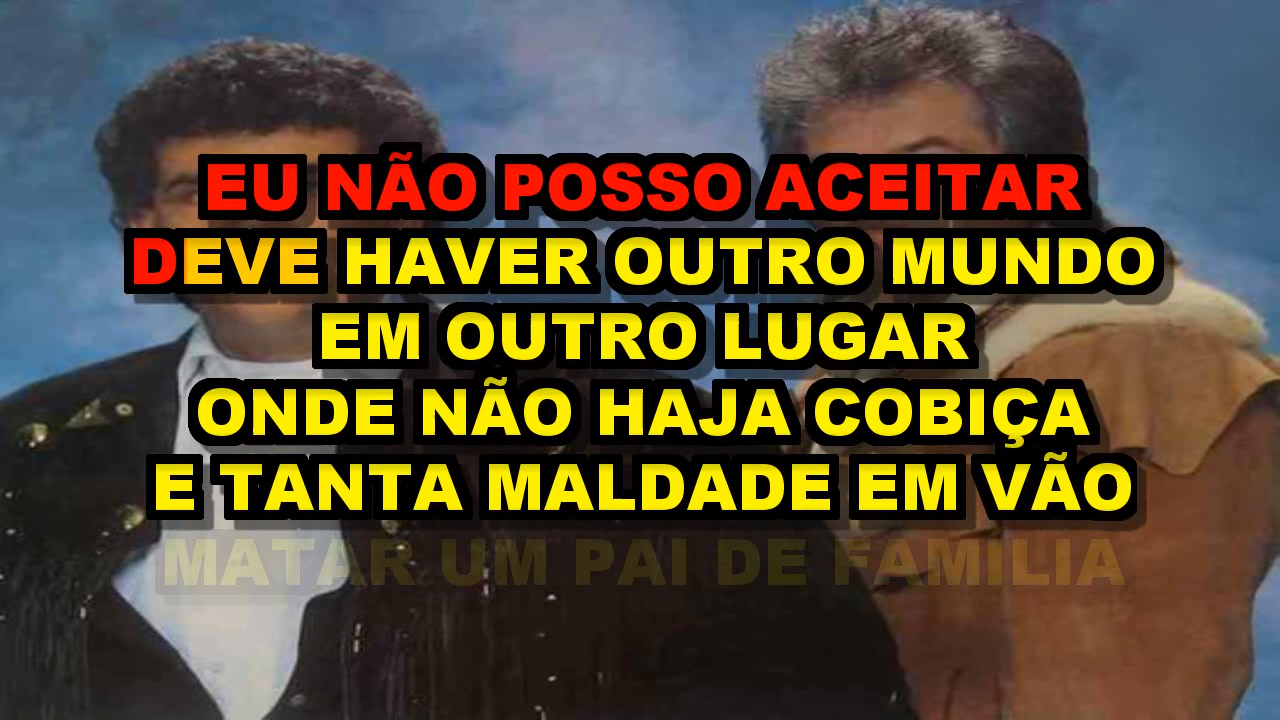 EU NÃO POSSO ACEITAR
DEVE HAVER OUTRO MUNDO
EM OUTRO LUGAR
ONDE NÃO HAJA COBIÇA
E TANTA MALDADE EM VÃO
MATAR UM PAI DE FAMILIA